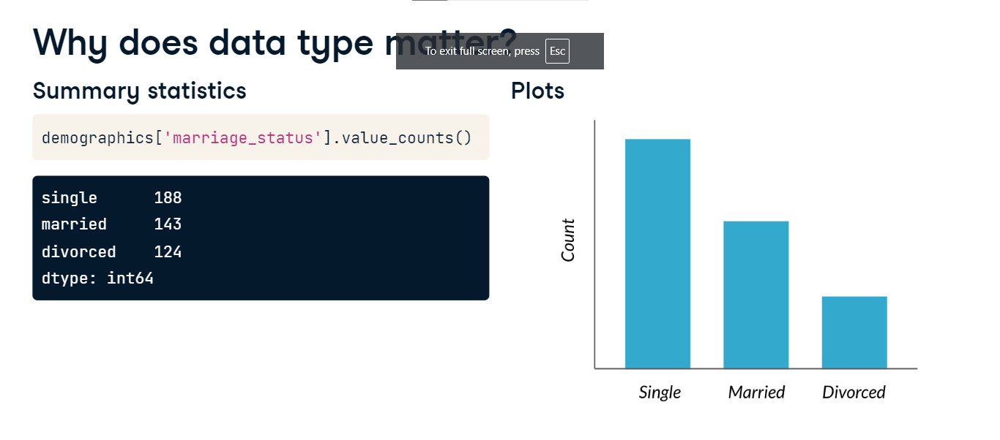 Why does data type matter?
To exit full screen, press Esc
Summary statistics
demographics['marriage_status'].value_counts()
single 188
married 143
divorced 124
dtype: int64
Plots
Count
Single Married Divorced